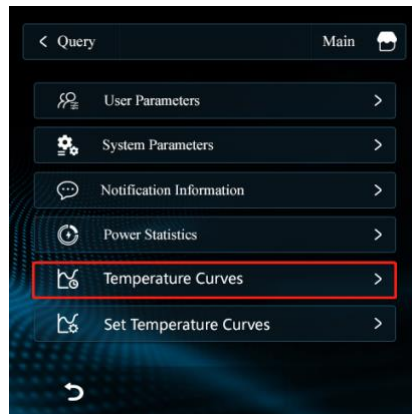 Query Main
User Parameters
System Parameters
Notification Information
Power Statistics
Temperature Curves
Set Temperature Curves